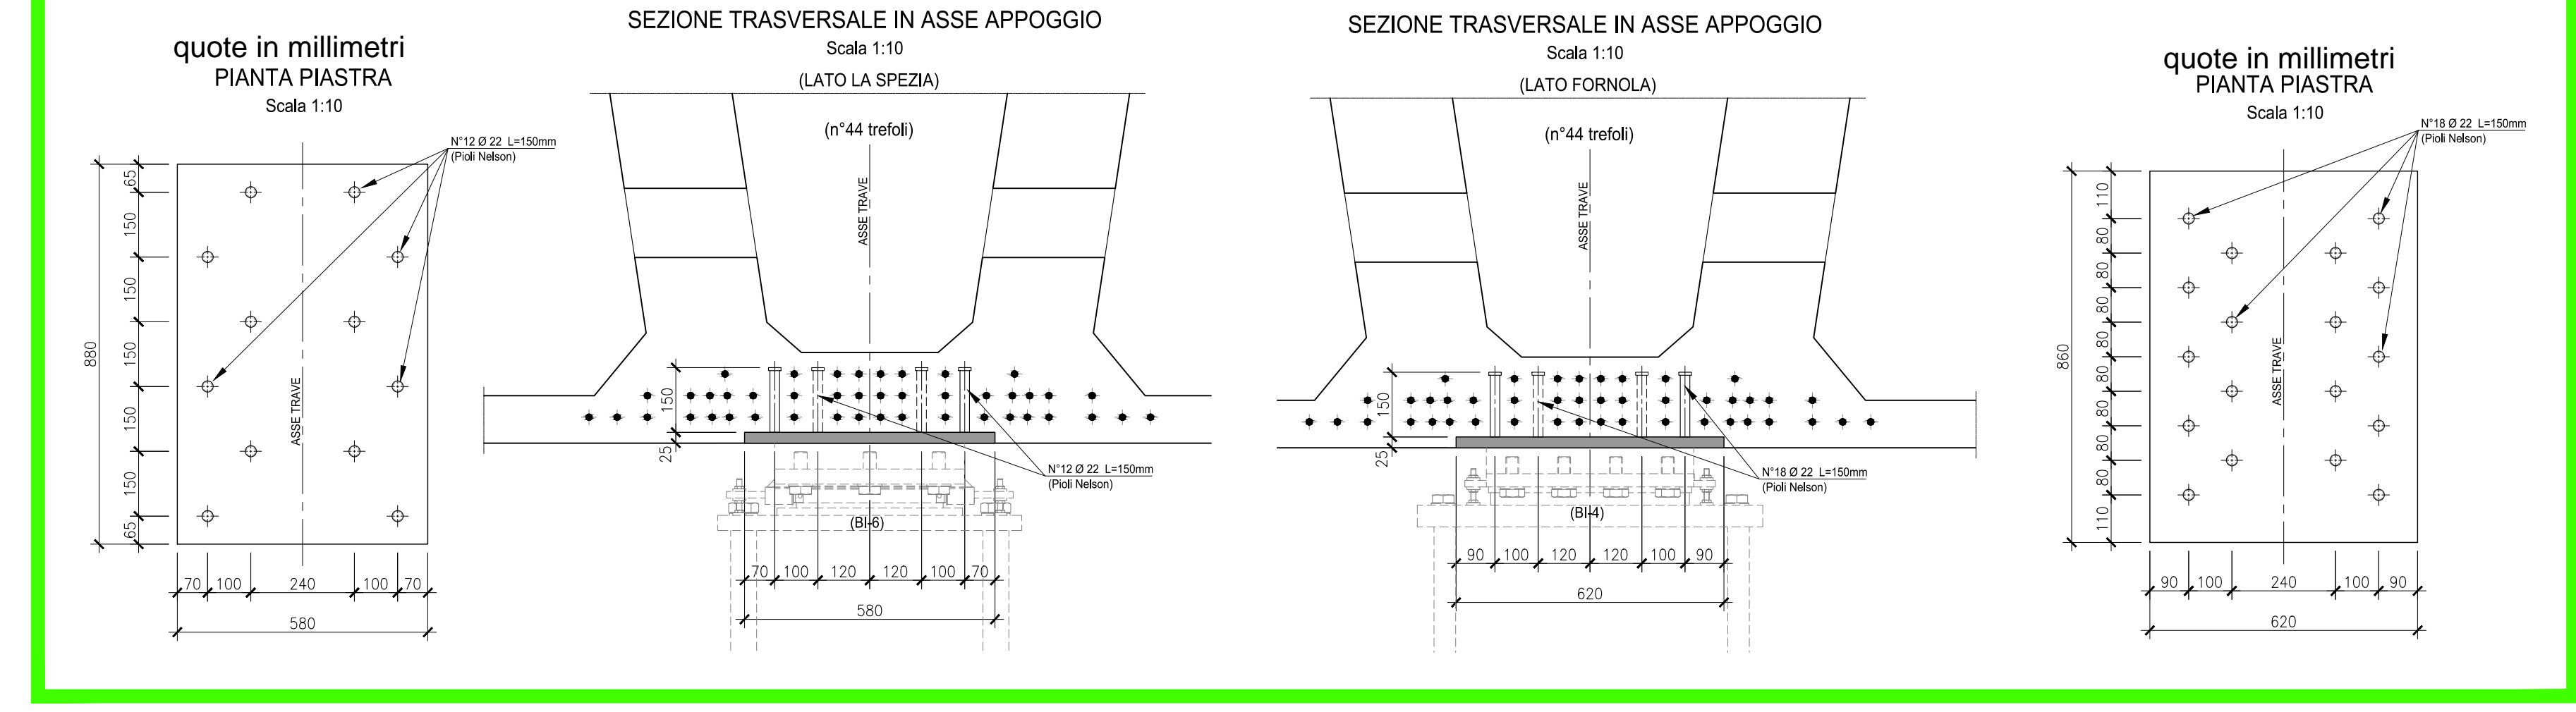 quote in millimetri
PIANTA PIASTRA
Scala 1:10
N°12 Ø 22 L=150mm
(Pioli Nelson)
880
65
150
150
150
150
150
65
ASSE TRAVE
70
100
240
100
70
580
SEZIONE TRASVERSALE IN ASSE APPOGGIO
Scala 1:10
(LATO LA SPEZIA)
(n°44 trefoli)
ASSE TRAVE
150
25
N°12 Ø 22 L=150mm
(Pioli Nelson)
(BI-6)
70
100
120
120
100
70
580
SEZIONE TRASVERSALE IN ASSE APPOGGIO
Scala 1:10
(LATO FORNOLA)
(n°44 trefoli)
ASSE TRAVE
150
25
N°18 Ø 22 L=150mm
(Pioli Nelson)
(BI-4)
90
100
120
120
100
90
620
quote in millimetri
PIANTA PIASTRA
Scala 1:10
N°18 Ø 22 L=150mm
(Pioli Nelson)
860
110
80
80
80
80
80
80
80
80
110
ASSE TRAVE
90
100
240
100
90
620